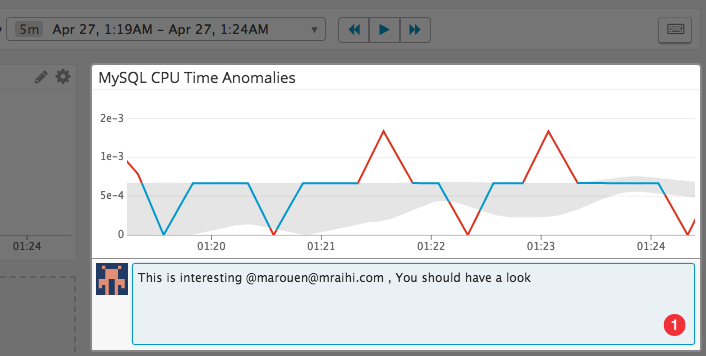 5m Apr 27, 1:19AM – Apr 27, 1:24AM
MySQL CPU Time Anomalies
2e-3
1e-3
5e-4
0
01:24
01:20
01:21
01:22
01:23
01:24
This is interesting @marouen@mraihi.com , You should have a look
1